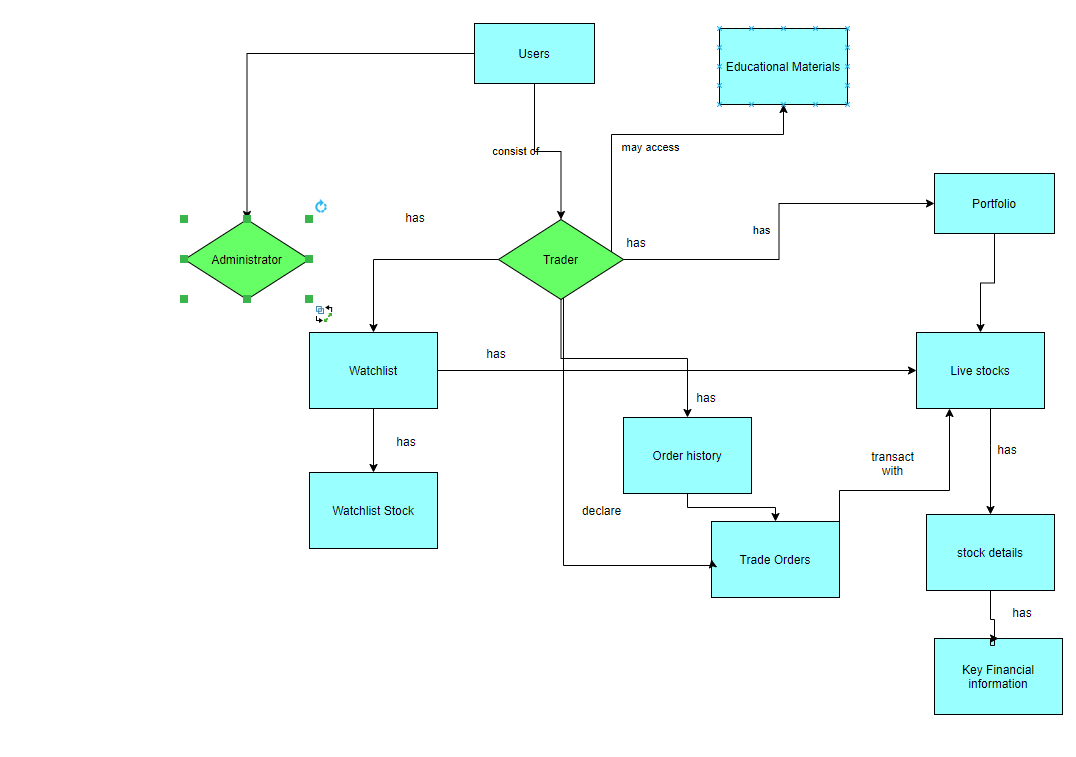 Users
Educational Materials
consist of
may access
Portfolio
has
has
has
Administrator
Trader
has
Watchlist
Live stocks
has
has
has
Order history
transact
with
has
Watchlist Stock
declare
Trade Orders
stock details
has
Key Financial
information